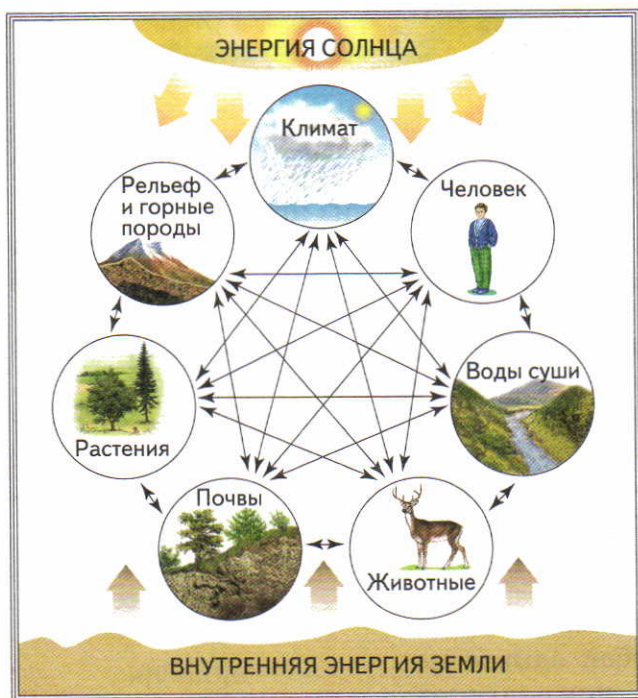 ЭНЕРГИЯ СОЛНЦА
Климат
Рельеф
и горные
породы
Человек
Растения
Воды суши
Почвы
Животные
ВНУТРЕННЯЯ ЭНЕРГИЯ ЗЕМЛИ